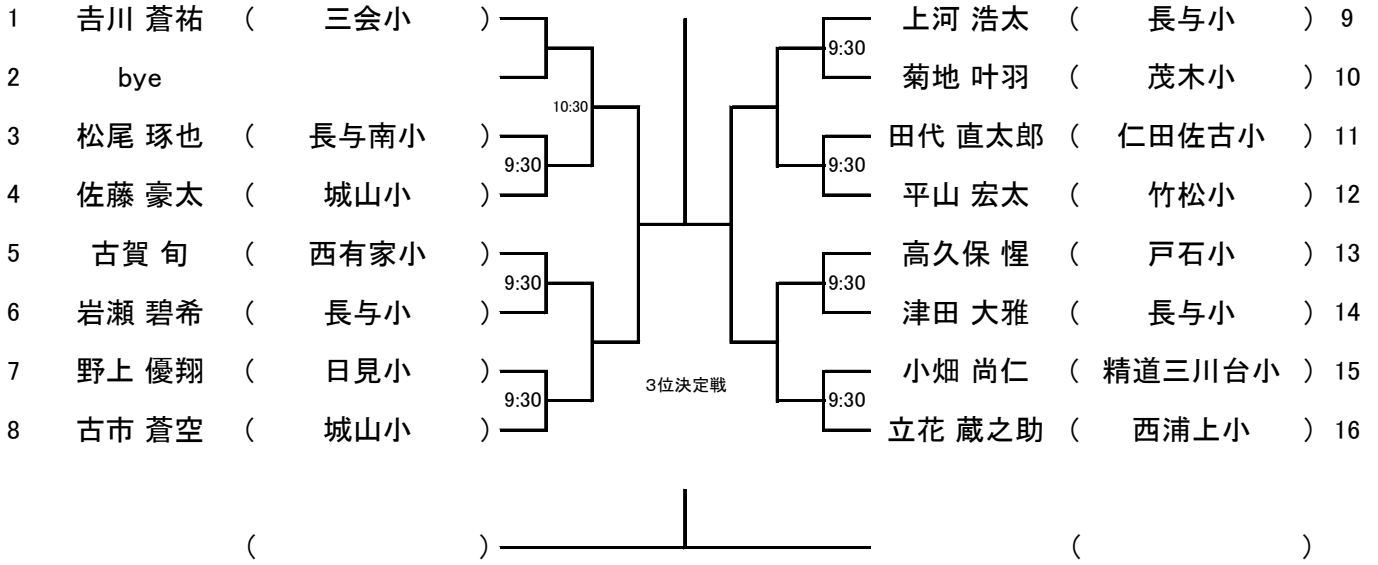 1 吉川 蒼祐 ( 三会小 ) 上河 浩太 ( 長与小 ) 9
9:30
2 bye 菊地 叶羽 ( 茂木小 ) 10
10:30
3 松尾 琢也 ( 長与南小 ) 田代 直太郎 ( 仁田佐古小 ) 11
9:30 9:30
4 佐藤 豪太 ( 城山小 ) 平山 宏太 ( 竹松小 ) 12
5 古賀 旬 ( 西有家小 ) 高久保 惺 ( 戸石小 ) 13
9:30 9:30
6 岩瀬 碧希 ( 長与小 ) 津田 大雅 ( 長与小 ) 14
7 野上 優翔 ( 日見小 ) 小畑 尚仁 ( 精道三川台小 ) 15
3位決定戦
9:30 9:30
8 古市 蒼空 ( 城山小 ) 立花 蔵之助 ( 西浦上小 ) 16
( ) ( )